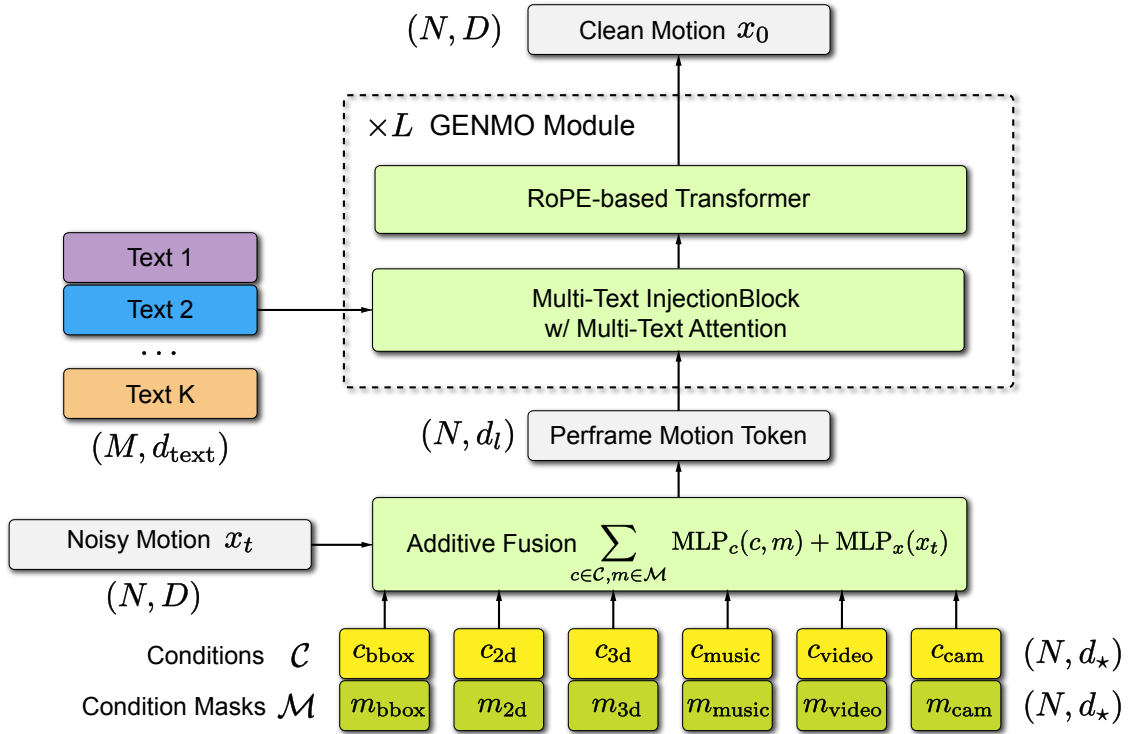 (N, D) Clean Motion x_0
×L GENMO Module
RoPE-based Transformer
Text 1
Text 2
Multi-Text InjectionBlock
w/ Multi-Text Attention
...
Text K
(M, d_text)
(N, d_l) Perframe Motion Token
Noisy Motion x_t
Additive Fusion ∑_{c∈𝒞,m∈ℳ} MLP_c(c, m) + MLP_x(x_t)
(N, D)
Conditions 𝒞 c_bbox c_2d c_3d c_music c_video c_cam (N, d_⋆)
Condition Masks ℳ m_bbox m_2d m_3d m_music m_video m_cam (N, d_⋆)